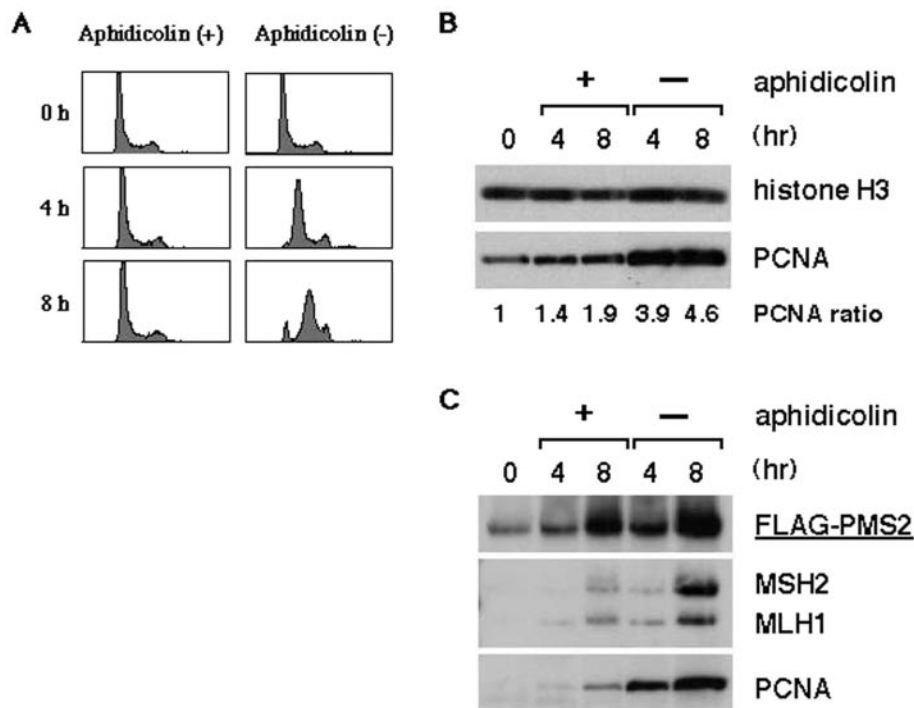 A
Aphidicolin (+) Aphidicolin (-)
0 h
4 h
8 h
B
+ − aphidicolin
0 4 8 4 8 (hr)
histone H3
PCNA
1 1.4 1.9 3.9 4.6 PCNA ratio
C
+ − aphidicolin
0 4 8 4 8 (hr)
FLAG-PMS2
MSH2
MLH1
PCNA